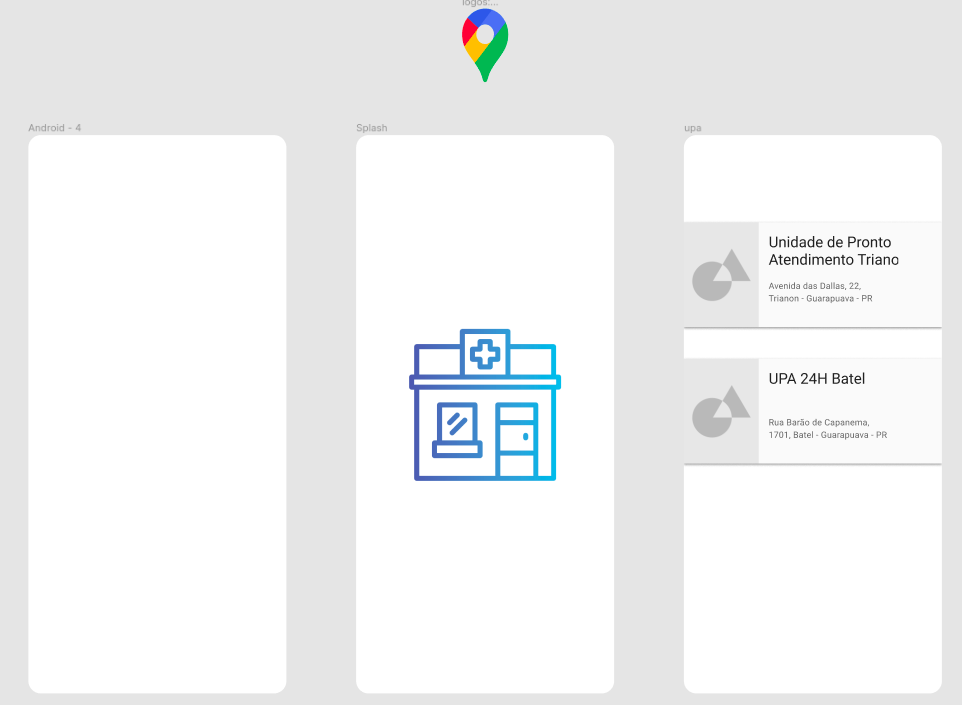 logos:...
Android - 4
Splash
upa
Unidade de Pronto
Atendimento Triano
Avenida das Dallas, 22,
Trianon - Guarapuava - PR
UPA 24H Batel
Rua Barão de Capanema,
1701, Batel - Guarapuava - PR